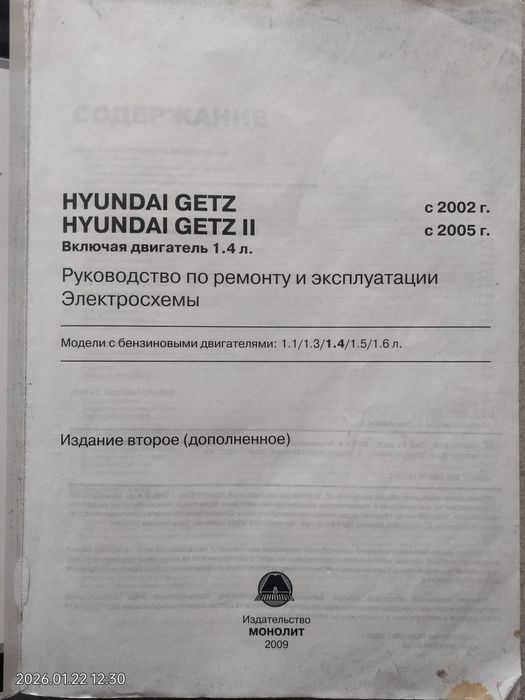 СОДЕРЖАНИЕ
HYUNDAI GETZ с 2002 г.
HYUNDAI GETZ II с 2005 г.
Включая двигатель 1.4 л.
Руководство по ремонту и эксплуатации
Электросхемы
Модели с бензиновыми двигателями: 1.1/1.3/1.4/1.5/1.6 л.
Издание второе (дополненное)
Издательство
МОНОЛИТ
2009
2026.01.22 12:30